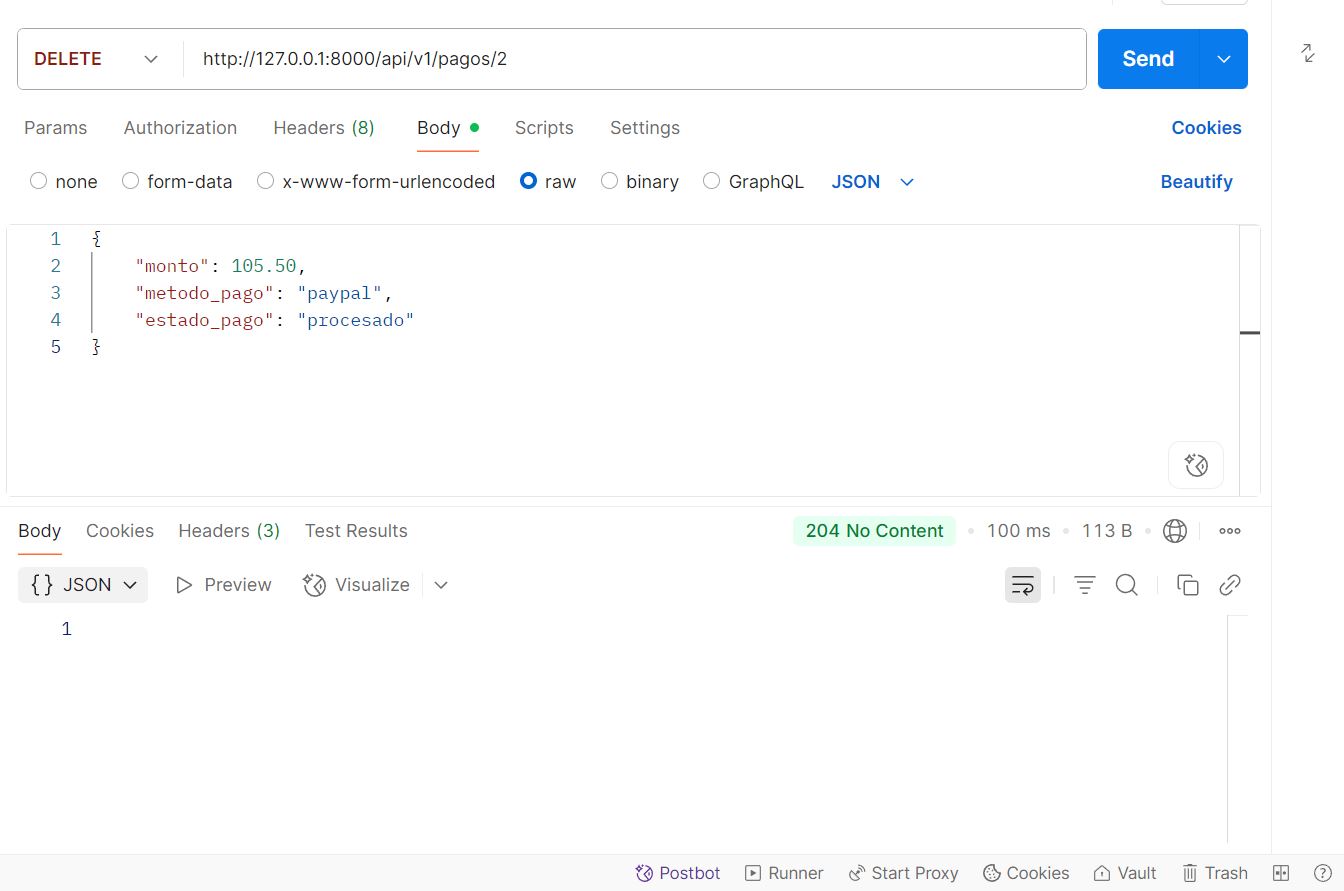 DELETE http://127.0.0.1:8000/api/v1/pagos/2 Send
Params Authorization Headers (8) Body Scripts Settings Cookies
none form-data x-www-form-urlencoded raw binary GraphQL JSON Beautify
1 {
2 "monto": 105.50,
3 "metodo_pago": "paypal",
4 "estado_pago": "procesado"
5 }
Body Cookies Headers (3) Test Results 204 No Content 100 ms 113 B
{} JSON Preview Visualize
1
Postbot Runner Start Proxy Cookies Vault Trash